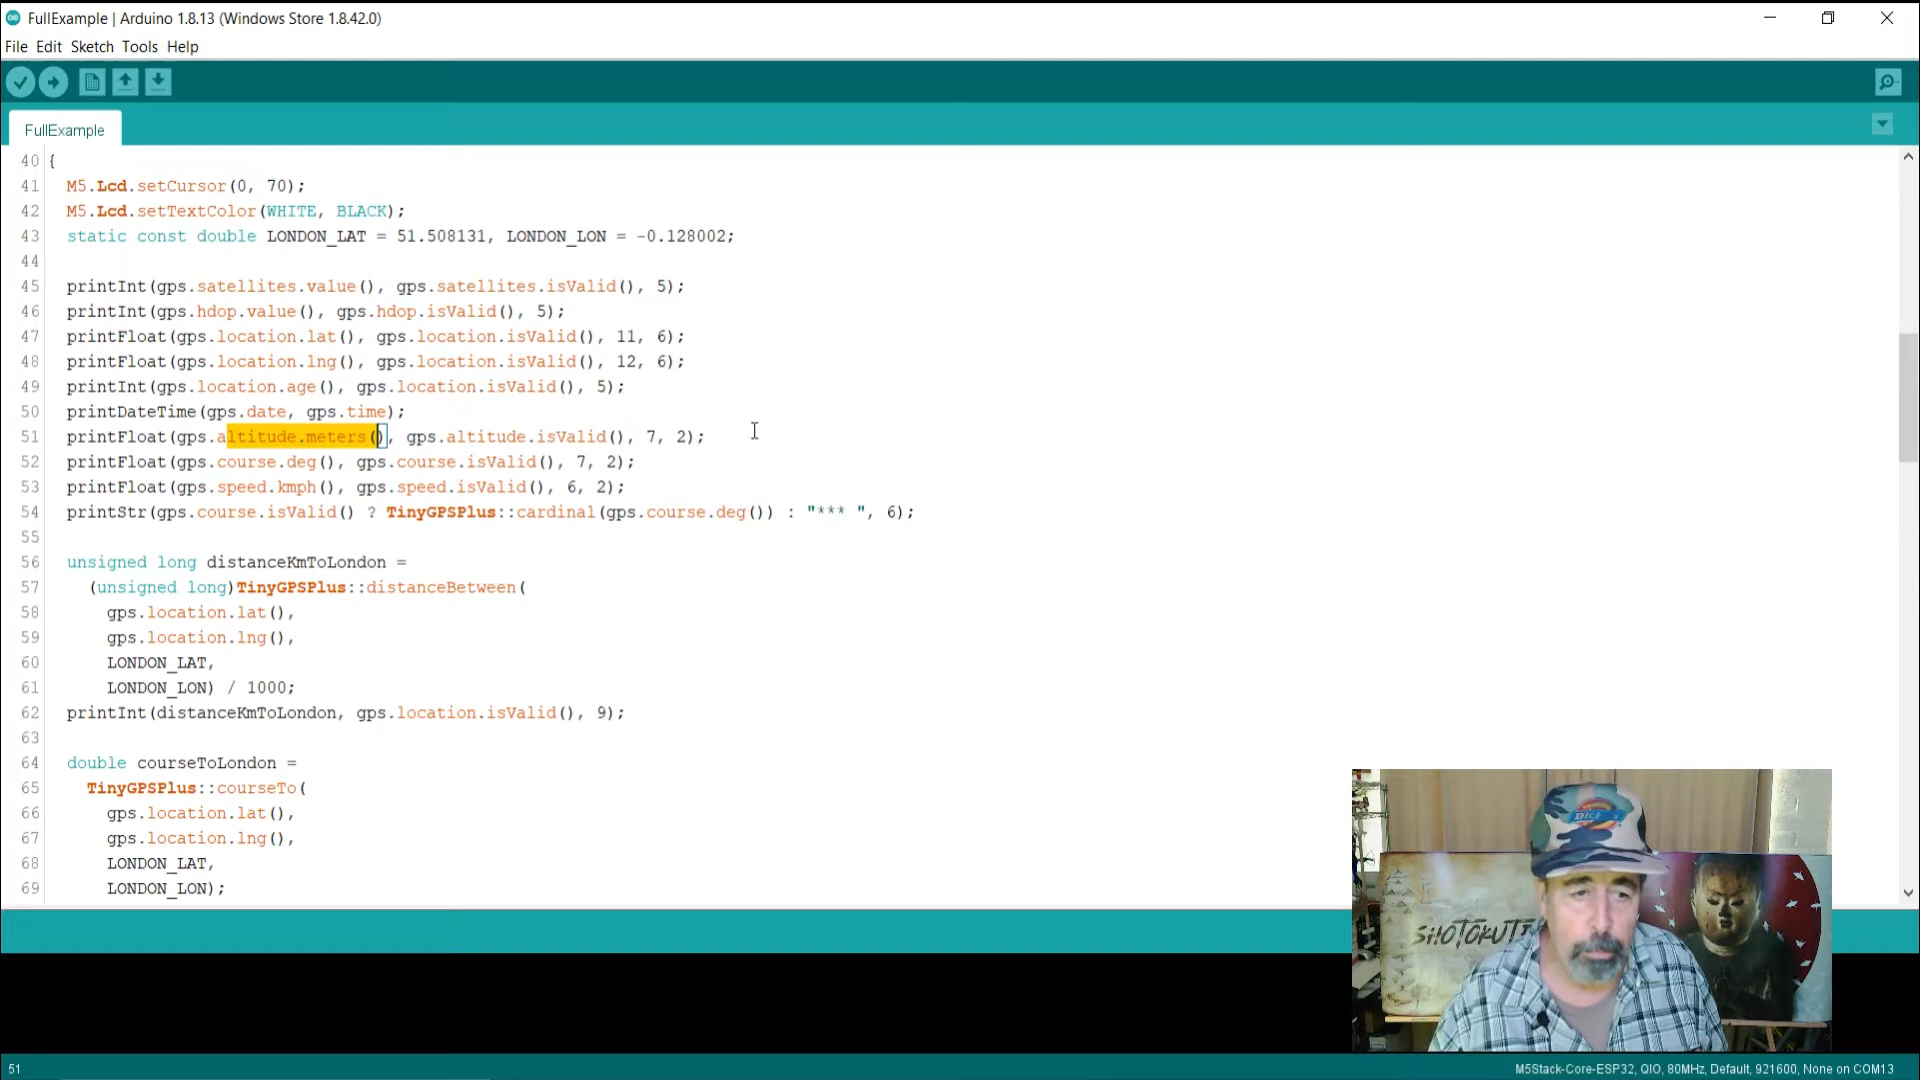 FullExample | Arduino 1.8.13 (Windows Store 1.8.42.0)
File Edit Sketch Tools Help
FullExample
40 {
41 M5.Lcd.setCursor(0, 70);
42 M5.Lcd.setTextColor(WHITE, BLACK);
43 static const double LONDON_LAT = 51.508131, LONDON_LON = -0.128002;
44
45 printInt(gps.satellites.value(), gps.satellites.isValid(), 5);
46 printInt(gps.hdop.value(), gps.hdop.isValid(), 5);
47 printFloat(gps.location.lat(), gps.location.isValid(), 11, 6);
48 printFloat(gps.location.lng(), gps.location.isValid(), 12, 6);
49 printInt(gps.location.age(), gps.location.isValid(), 5);
50 printDateTime(gps.date, gps.time);
51 printFloat(gps.altitude.meters(), gps.altitude.isValid(), 7, 2);
52 printFloat(gps.course.deg(), gps.course.isValid(), 7, 2);
53 printFloat(gps.speed.kmph(), gps.speed.isValid(), 6, 2);
54 printStr(gps.course.isValid() ? TinyGPSPlus::cardinal(gps.course.deg()) : "*** ", 6);
55
56 unsigned long distanceKmToLondon =
57 (unsigned long)TinyGPSPlus::distanceBetween(
58 gps.location.lat(),
59 gps.location.lng(),
60 LONDON_LAT,
61 LONDON_LON) / 1000;
62 printInt(distanceKmToLondon, gps.location.isValid(), 9);
63
64 double courseToLondon =
65 TinyGPSPlus::courseTo(
66 gps.location.lat(),
67 gps.location.lng(),
68 LONDON_LAT,
69 LONDON_LON);
51
M5Stack-Core-ESP32, QIO, 80MHz, Default, 921600, None on COM13